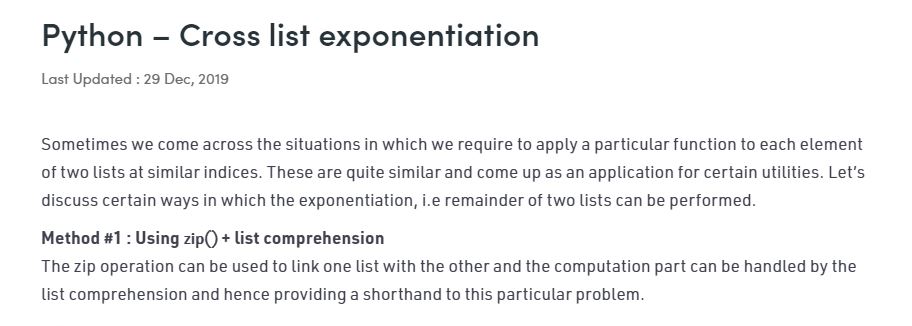 Python – Cross list exponentiation
Last Updated : 29 Dec, 2019
Sometimes we come across the situations in which we require to apply a particular function to each element
of two lists at similar indices. These are quite similar and come up as an application for certain utilities. Let’s
discuss certain ways in which the exponentiation, i.e remainder of two lists can be performed.
Method #1 : Using zip() + list comprehension
The zip operation can be used to link one list with the other and the computation part can be handled by the
list comprehension and hence providing a shorthand to this particular problem.